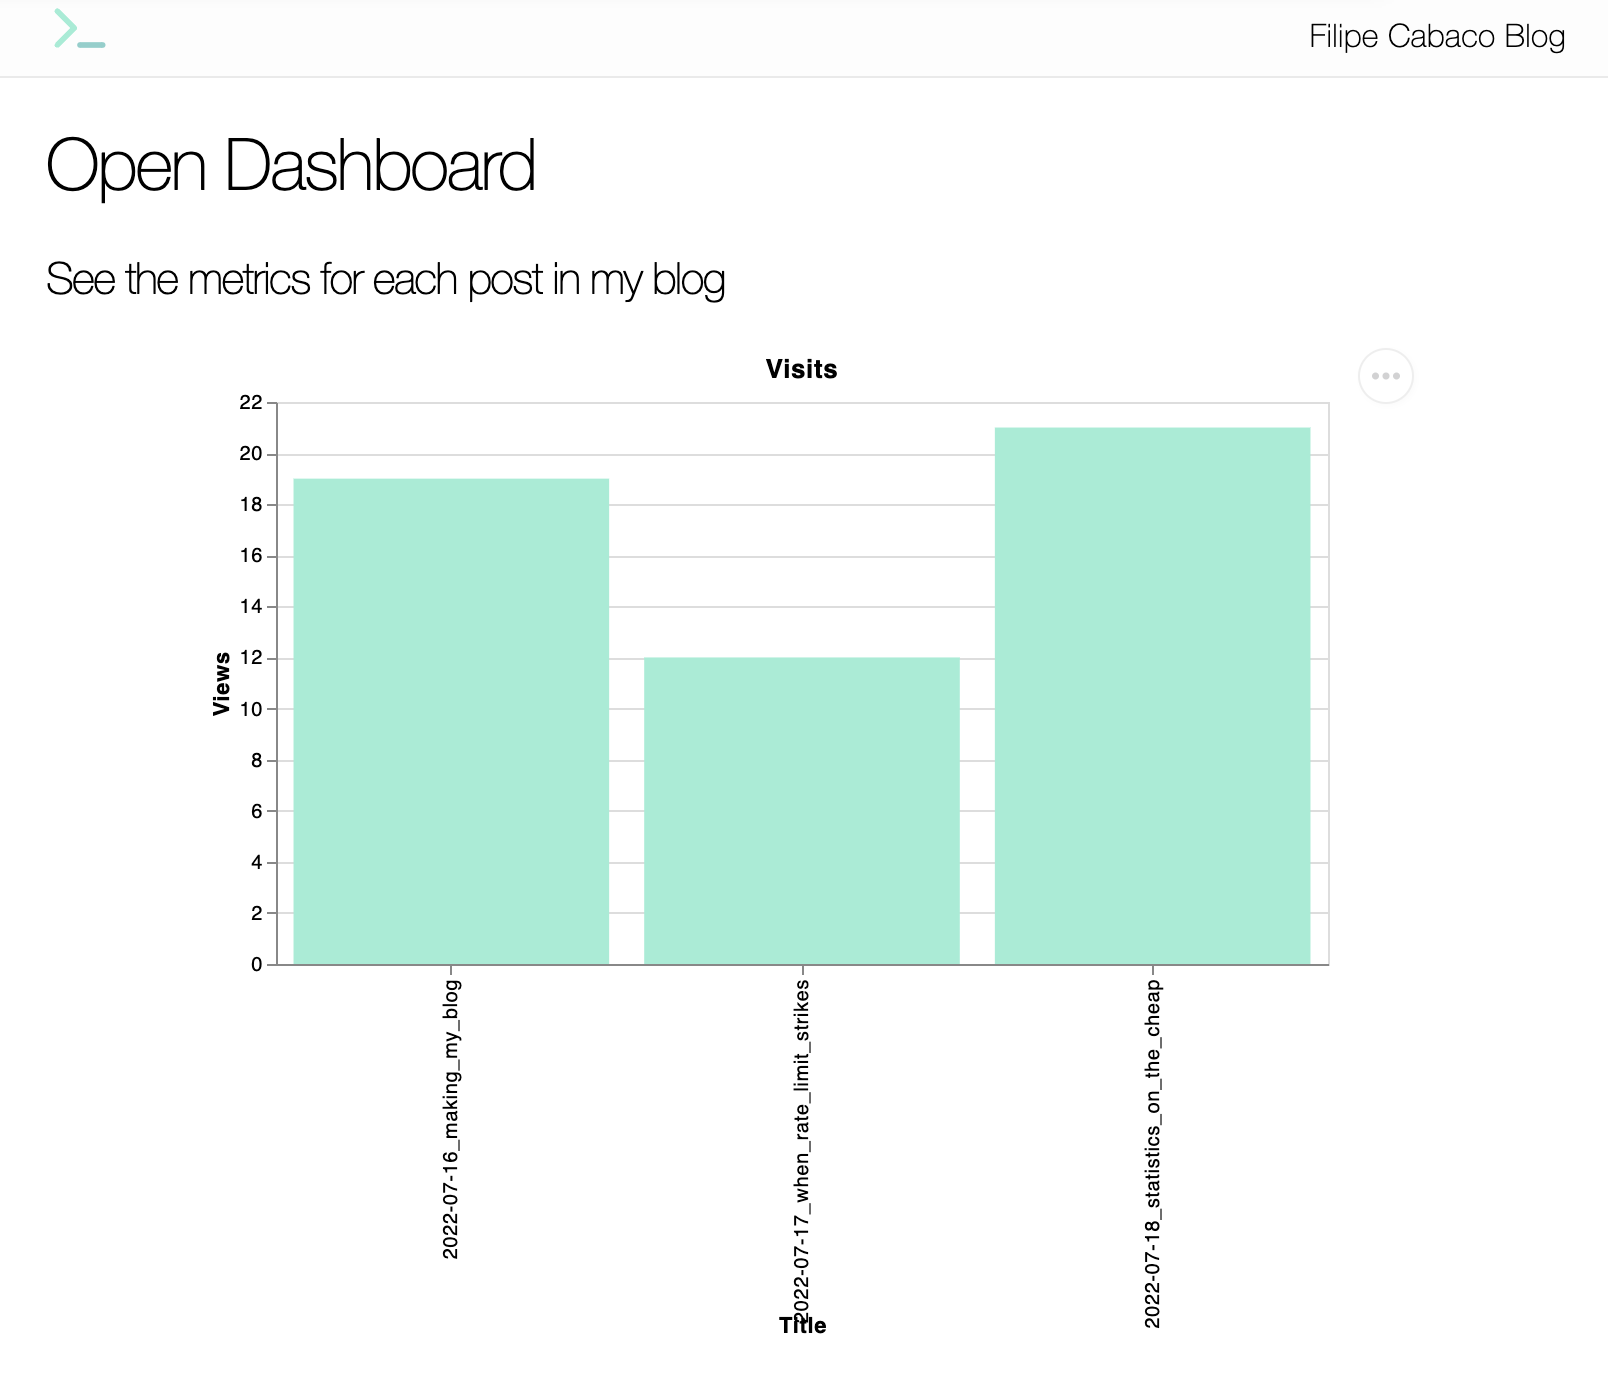 Filipe Cabaco Blog
Open Dashboard
See the metrics for each post in my blog
Visits
22
20
18
16
14
12
10
8
6
4
2
0
Views
2022-07-16_making_my_blog
2022-07-17_when_rate_limit_strikes
2022-07-18_statistics_on_the_cheap
Title